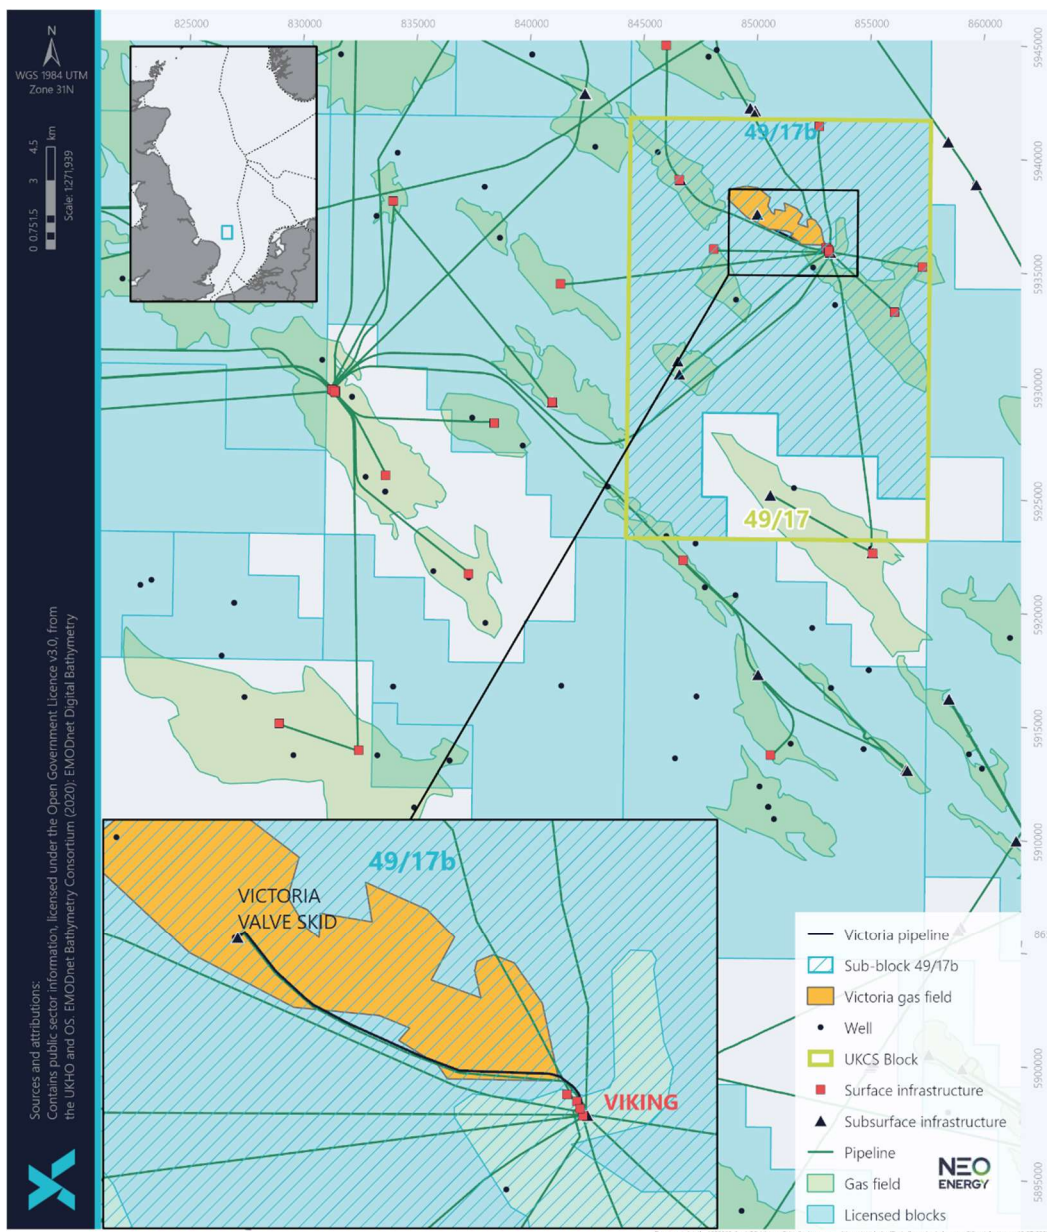 825000
830000
835000
840000
845000
850000
855000
860000
5945000
5940000
5935000
5930000
5925000
5920000
5915000
5910000
5900000
5895000
N
WGS 1984 UTM
Zone 31N
0 0.75 1.5 3 4.5
km
Scale: 1:271,939
Sources and attributions:
Contains public sector information, licensed under the Open Government Licence v3.0, from
the UKHO and OS. EMODnet Bathymetry Consortium (2020): EMODnet Digital Bathymetry
49/17b
49/17
49/17b
VICTORIA
VALVE SKID
VIKING
Victoria pipeline
Sub-block 49/17b
Victoria gas field
Well
UKCS Block
Surface infrastructure
Subsurface infrastructure
Pipeline
Gas field
Licensed blocks
NEO
ENERGY